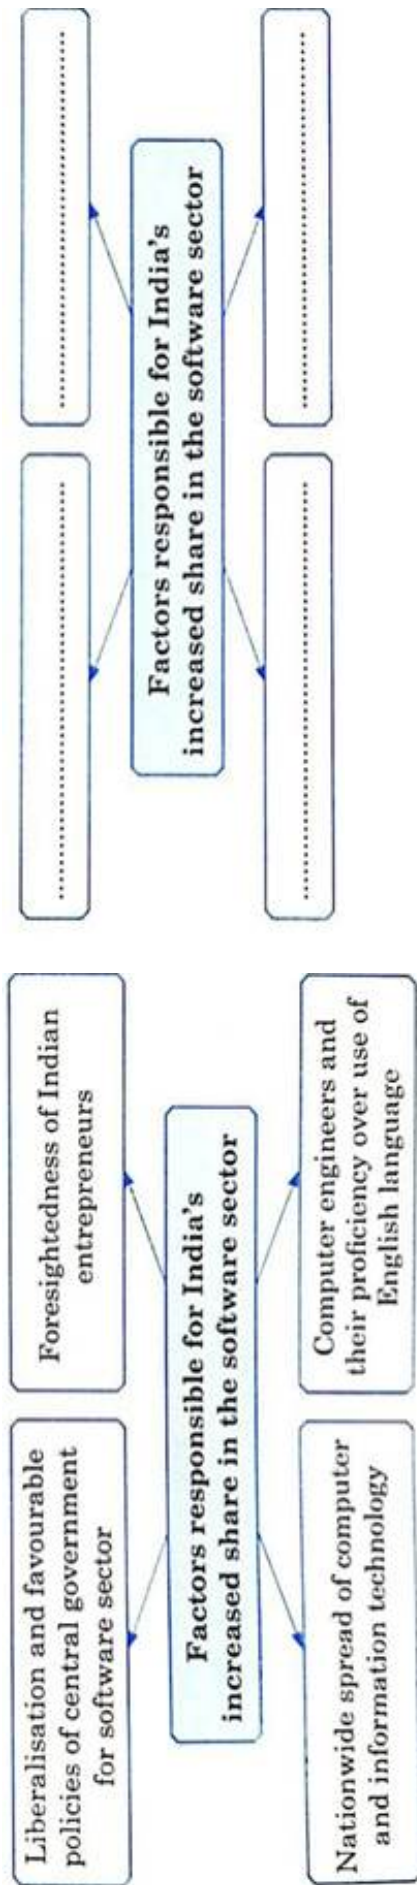 Liberalisation and favourable
policies of central government
for software sector
Foresightedness of Indian
entrepreneurs
Factors responsible for India's
increased share in the software sector
Nationwide spread of computer
and information technology
Computer engineers and
their proficiency over use of
English language
Factors responsible for India's
increased share in the software sector